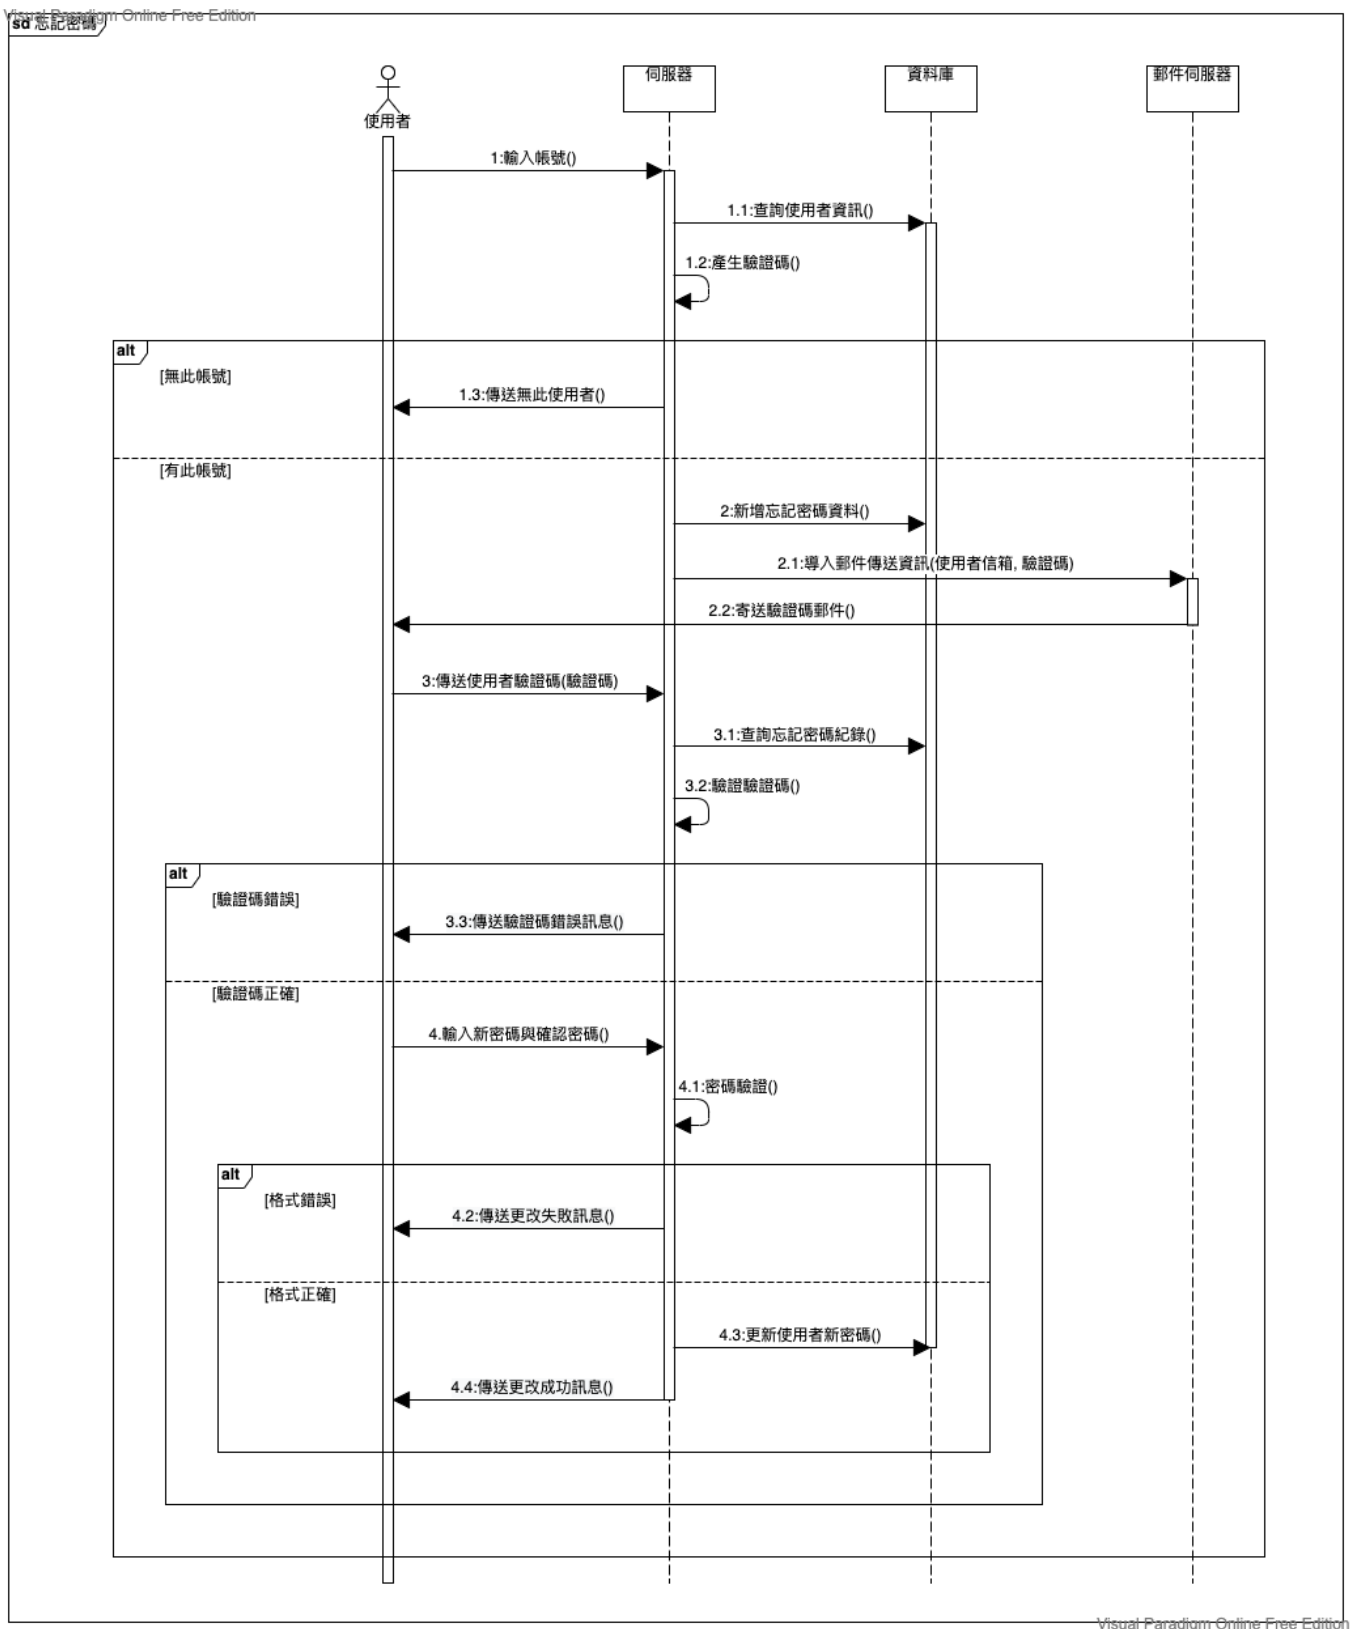 Visual Paradigm Online Free Edition
sd 忘記密碼
使用者
伺服器
資料庫
郵件伺服器
1:輸入帳號()
1.1:查詢使用者資訊()
1.2:產生驗證碼()
alt
[無此帳號]
1.3:傳送無此使用者()
[有此帳號]
2:新增忘記密碼資料()
2.1:導入郵件傳送資訊(使用者信箱, 驗證碼)
2.2:寄送驗證碼郵件()
3:傳送使用者驗證碼(驗證碼)
3.1:查詢忘記密碼紀錄()
3.2:驗證驗證碼()
alt
[驗證碼錯誤]
3.3:傳送驗證碼錯誤訊息()
[驗證碼正確]
4.輸入新密碼與確認密碼()
4.1:密碼驗證()
alt
[格式錯誤]
4.2:傳送更改失敗訊息()
[格式正確]
4.3:更新使用者新密碼()
4.4:傳送更改成功訊息()
Visual Paradigm Online Free Edition